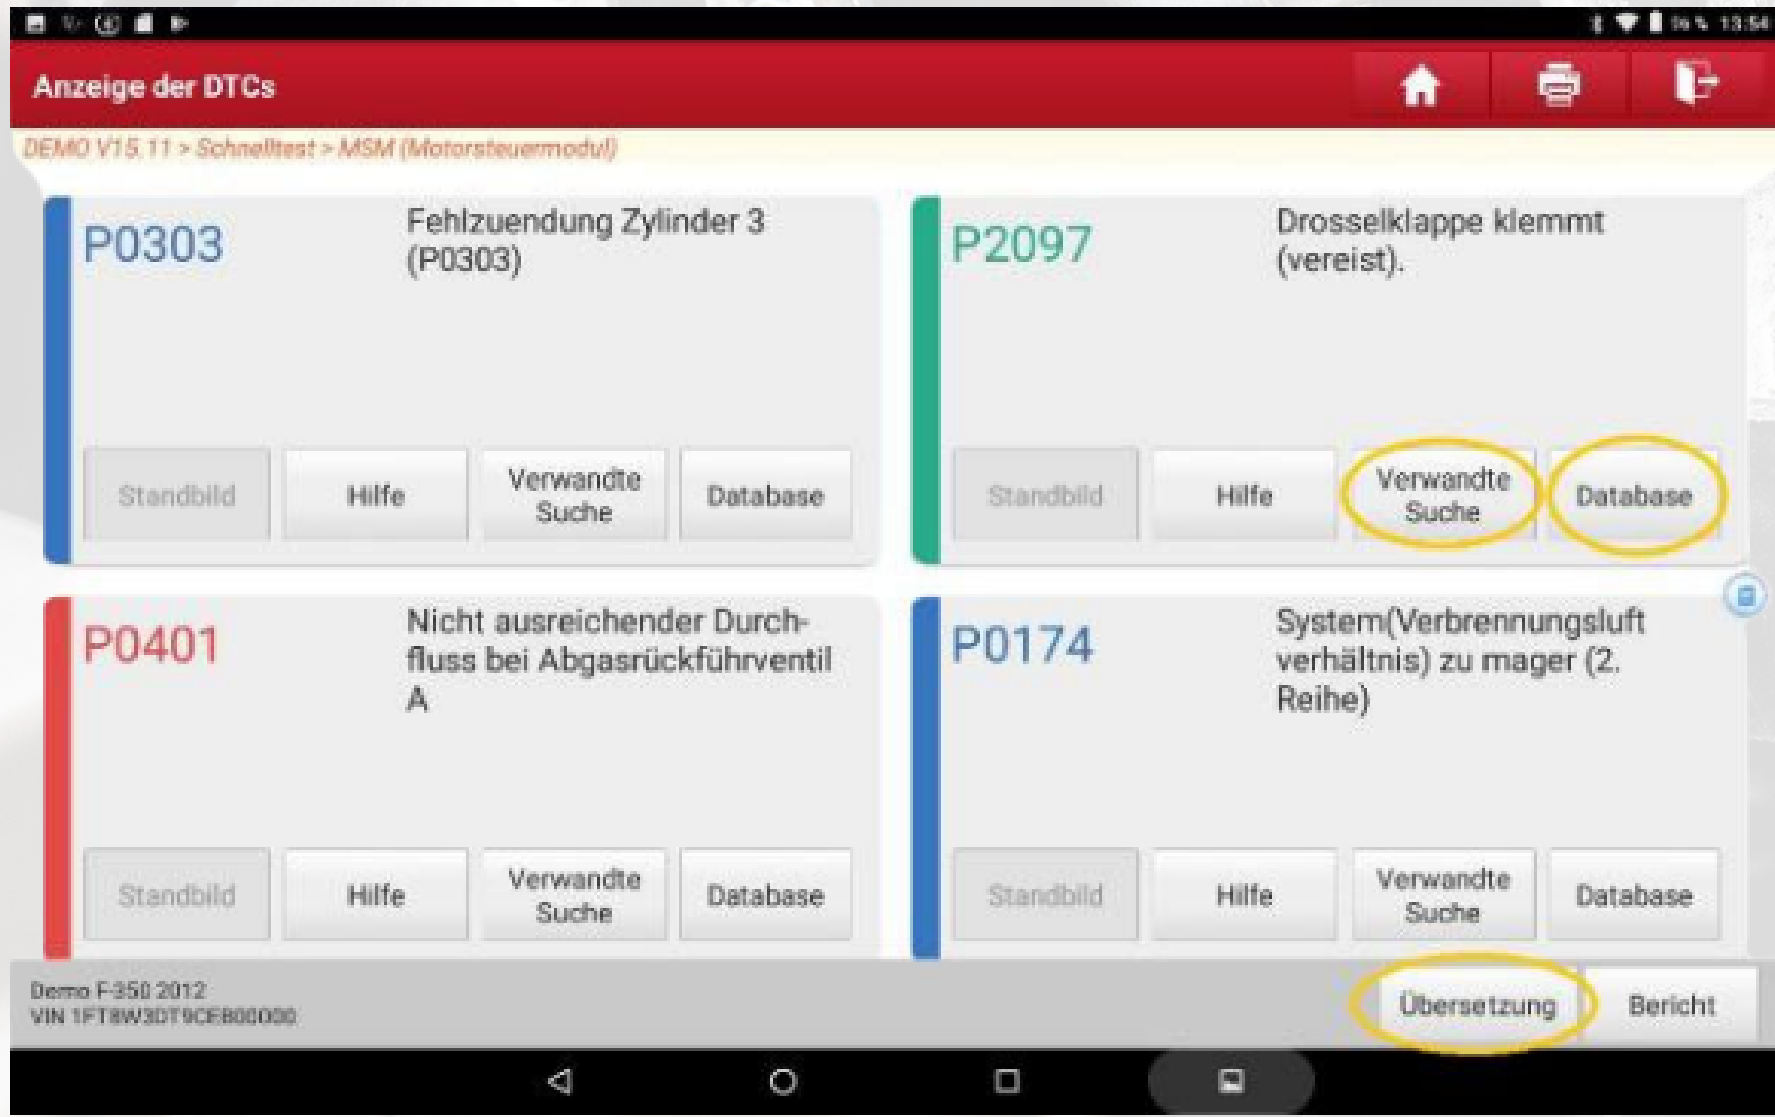 96 % 13:54
Anzeige der DTCs
DEMO V15.11 > Schnelltest > MSM (Motorsteuermodul)
P0303
Fehlzuendung Zylinder 3
(P0303)
Standbild
Hilfe
Verwandte
Suche
Database
P2097
Drosselklappe klemmt
(vereist).
Standbild
Hilfe
Verwandte
Suche
Database
P0401
Nicht ausreichender Durch-
fluss bei Abgasrückführventil
A
Standbild
Hilfe
Verwandte
Suche
Database
P0174
System(Verbrennungsluft
verhältnis) zu mager (2.
Reihe)
Standbild
Hilfe
Verwandte
Suche
Database
Demo F-350 2012
VIN 1FT8W3DT9CEB00000
Übersetzung
Bericht